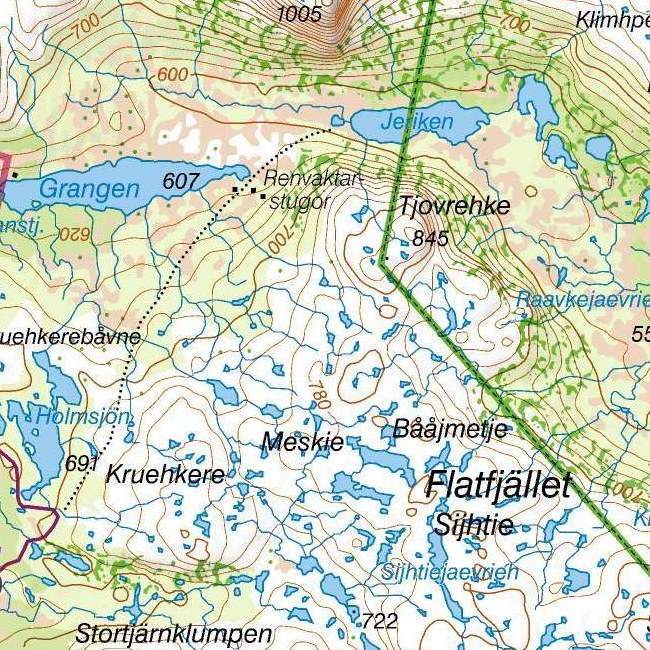 1005
700
700
Klimhpe
600
Jeriken
Grangen
607
Renvaktar-
stugor
Tjovrehke
845
anstj.
620
700
Raavkejaevrie
uehkerebåvne
55
780
Holmsjön
Meskie
Bååjmetje
691
Kruehkere
Flatfjället
700
Sijhtie
Sijhtiejaevrieh
722
Stortjärnklumpen